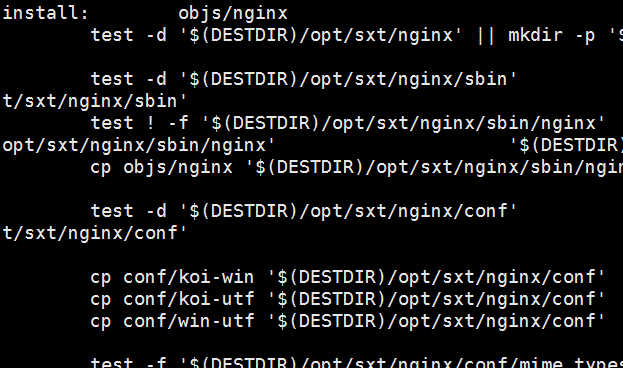 install:        objs/nginx
        test -d '$(DESTDIR)/opt/sxt/nginx' || mkdir -p '
        test -d '$(DESTDIR)/opt/sxt/nginx/sbin'
t/sxt/nginx/sbin'
        test ! -f '$(DESTDIR)/opt/sxt/nginx/sbin/nginx'
opt/sxt/nginx/sbin/nginx'                     '$(DESTDIR)
        cp objs/nginx '$(DESTDIR)/opt/sxt/nginx/sbin/ngin
        test -d '$(DESTDIR)/opt/sxt/nginx/conf'
t/sxt/nginx/conf'
        cp conf/koi-win '$(DESTDIR)/opt/sxt/nginx/conf'
        cp conf/koi-utf '$(DESTDIR)/opt/sxt/nginx/conf'
        cp conf/win-utf '$(DESTDIR)/opt/sxt/nginx/conf'
        test -f '$(DESTDIR)/opt/sxt/nginx/conf/mime.types